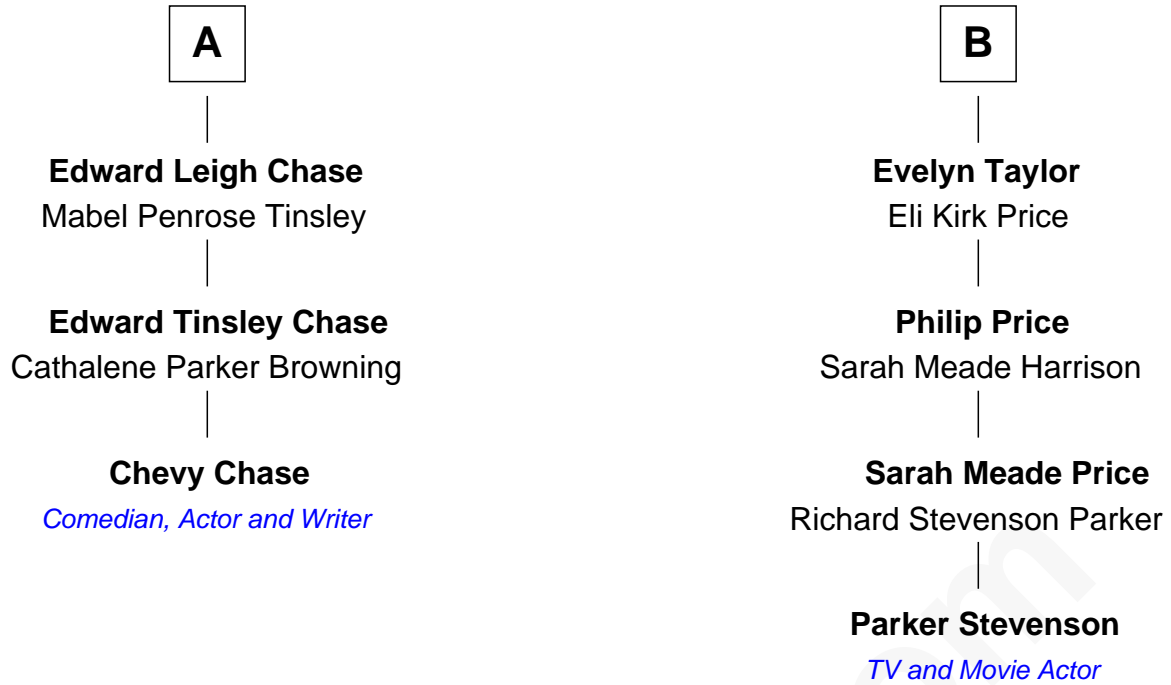 A
Edward Leigh Chase
Mabel Penrose Tinsley
Edward Tinsley Chase
Cathalene Parker Browning
Chevy Chase
Comedian, Actor and Writer
B
Evelyn Taylor
Eli Kirk Price
Philip Price
Sarah Meade Harrison
Sarah Meade Price
Richard Stevenson Parker
Parker Stevenson
TV and Movie Actor